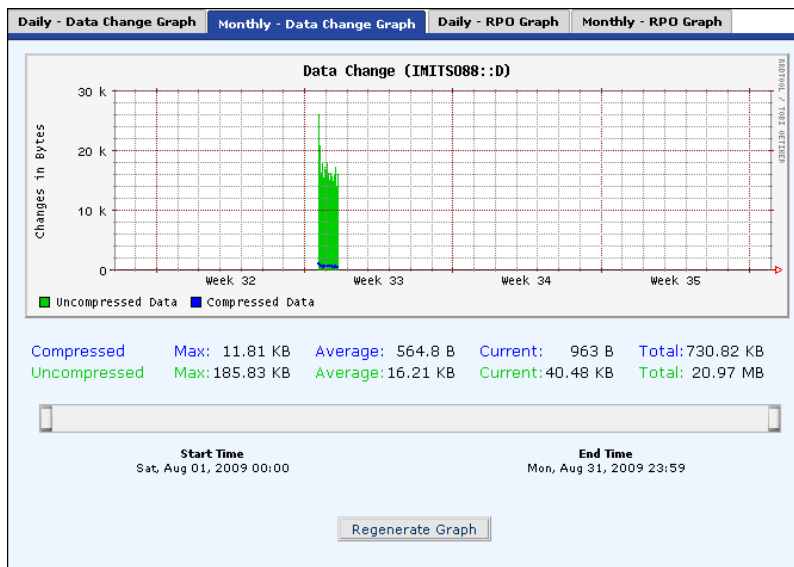 Daily - Data Change Graph Monthly - Data Change Graph Daily - RPO Graph Monthly - RPO Graph
Data Change (IMITSO88::D)
RRDTOOL / TOBI OETIKER
Changes in Bytes
30 k
20 k
10 k
0
Week 32 Week 33 Week 34 Week 35
Uncompressed Data Compressed Data
Compressed Max: 11.81 KB Average: 564.8 B Current: 963 B Total: 730.82 KB
Uncompressed Max: 185.83 KB Average: 16.21 KB Current: 40.48 KB Total: 20.97 MB
Start Time End Time
Sat, Aug 01, 2009 00:00 Mon, Aug 31, 2009 23:59
Regenerate Graph